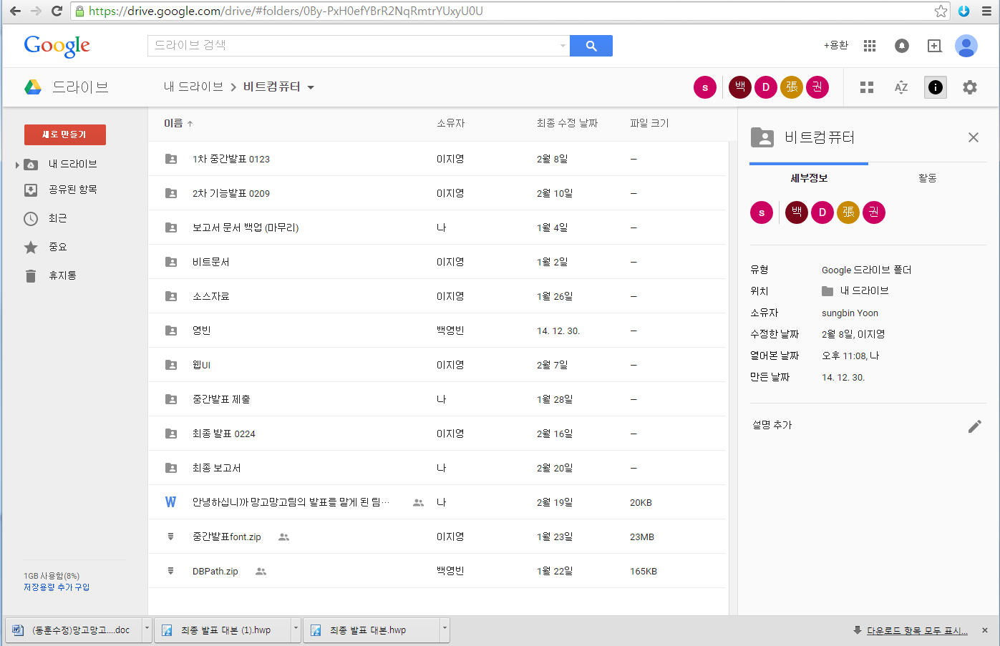 https://drive.google.com/drive/#folders/0By-PxH0efYBrR2NqRmtrYUxyU0U
Google
드라이브 검색
+용환
드라이브
내 드라이브 > 비트컴퓨터
s 백 D 張 권
AZ
새로 만들기
내 드라이브
공유된 항목
최근
중요
휴지통
1GB 사용함(8%)
저장용량 추가 구입
이름 ↑ 소유자 최종 수정 날짜 파일 크기
1차 중간발표 0123 이지영 2월 8일 —
2차 기능발표 0209 이지영 2월 10일 —
보고서 문서 백업 (마무리) 나 1월 4일 —
비트문서 이지영 1월 2일 —
소스자료 이지영 1월 26일 —
영빈 백영빈 14. 12. 30. —
웹UI 이지영 2월 7일 —
중간발표 제출 나 1월 28일 —
최종 발표 0224 이지영 2월 16일 —
최종 보고서 나 2월 20일 —
W 안녕하십니까 망고망고팀의 발표를 맡게 된 팀… 나 2월 19일 20KB
중간발표font.zip 이지영 1월 23일 23MB
DBPath.zip 백영빈 1월 22일 165KB
비트컴퓨터
세부정보 활동
s 백 D 張 권
유형 Google 드라이브 폴더
위치 내 드라이브
소유자 sungbin Yoon
수정한 날짜 2월 8일, 이지영
열어본 날짜 오후 11:08, 나
만든 날짜 14. 12. 30.
설명 추가
(동훈수정)망고망고....doc 최종 발표 대본 (1).hwp 최종 발표 대본.hwp 다운로드 항목 모두 표시...